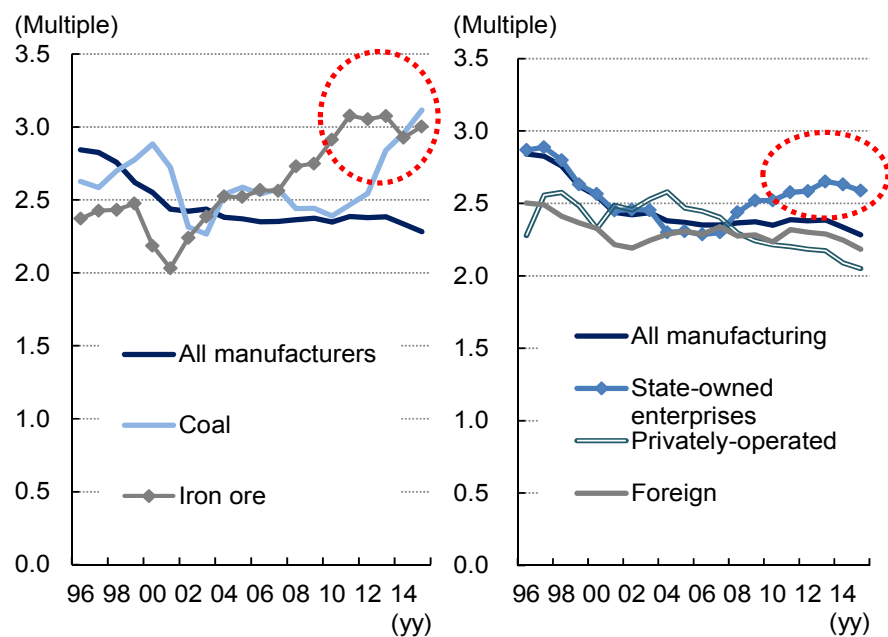 (Multiple)
3.5
3.0
2.5
2.0
1.5
1.0
0.5
0.0
All manufacturers
Coal
Iron ore
96 98 00 02 04 06 08 10 12 14
(yy)
(Multiple)
3.5
3.0
2.5
2.0
1.5
1.0
0.5
0.0
All manufacturing
State-owned
enterprises
Privately-operated
Foreign
96 98 00 02 04 06 08 10 12 14
(yy)